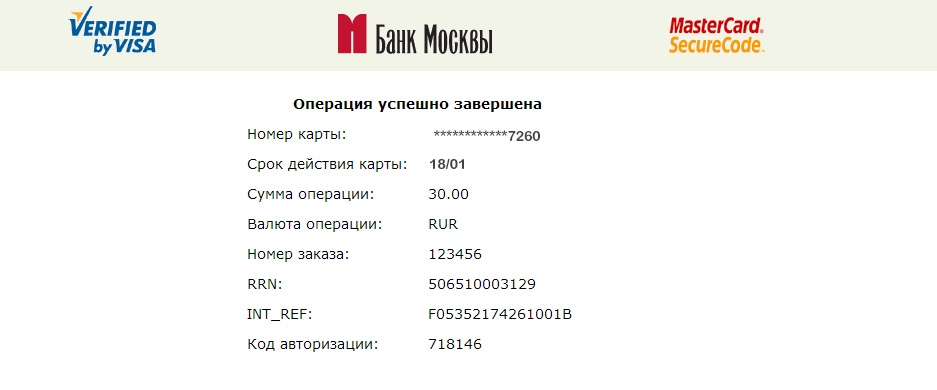 VERIFIED
by VISA
Банк Москвы
MasterCard.
SecureCode.
Операция успешно завершена
Номер карты: ************7260
Срок действия карты: 18/01
Сумма операции: 30.00
Валюта операции: RUR
Номер заказа: 123456
RRN: 506510003129
INT_REF: F05352174261001B
Код авторизации: 718146